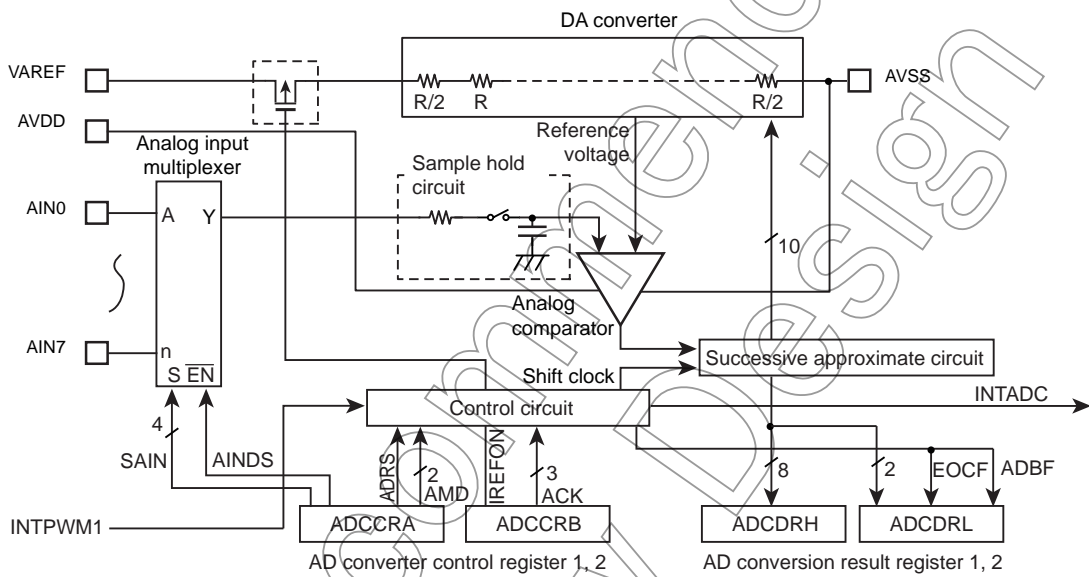 DA converter
VAREF
AVSS
R/2
R
R/2
AVDD
Analog input
multiplexer
Reference
voltage
Sample hold
circuit
AIN0
A
Y
10
Analog
comparator
AIN7
n
S EN
Successive approximate circuit
Shift clock
Control circuit
INTADC
4
SAIN
AINDS
ADRS
2
AMD
IREFON
3
ACK
8
2
EOCF
ADBF
INTPWM1
ADCCRA
ADCCRB
ADCDRH
ADCDRL
AD converter control register 1, 2
AD conversion result register 1, 2